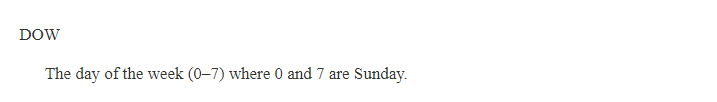 DOW
The day of the week (0–7) where 0 and 7 are Sunday.